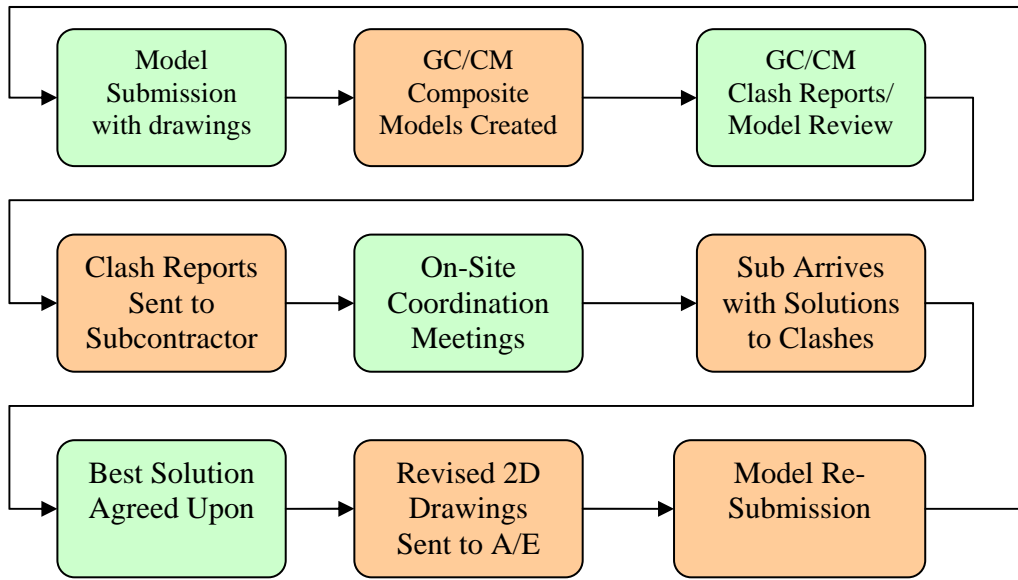 Model
Submission
with drawings
GC/CM
Composite
Models Created
GC/CM
Clash Reports/
Model Review
Clash Reports
Sent to
Subcontractor
On-Site
Coordination
Meetings
Sub Arrives
with Solutions
to Clashes
Best Solution
Agreed Upon
Revised 2D
Drawings
Sent to A/E
Model Re-
Submission